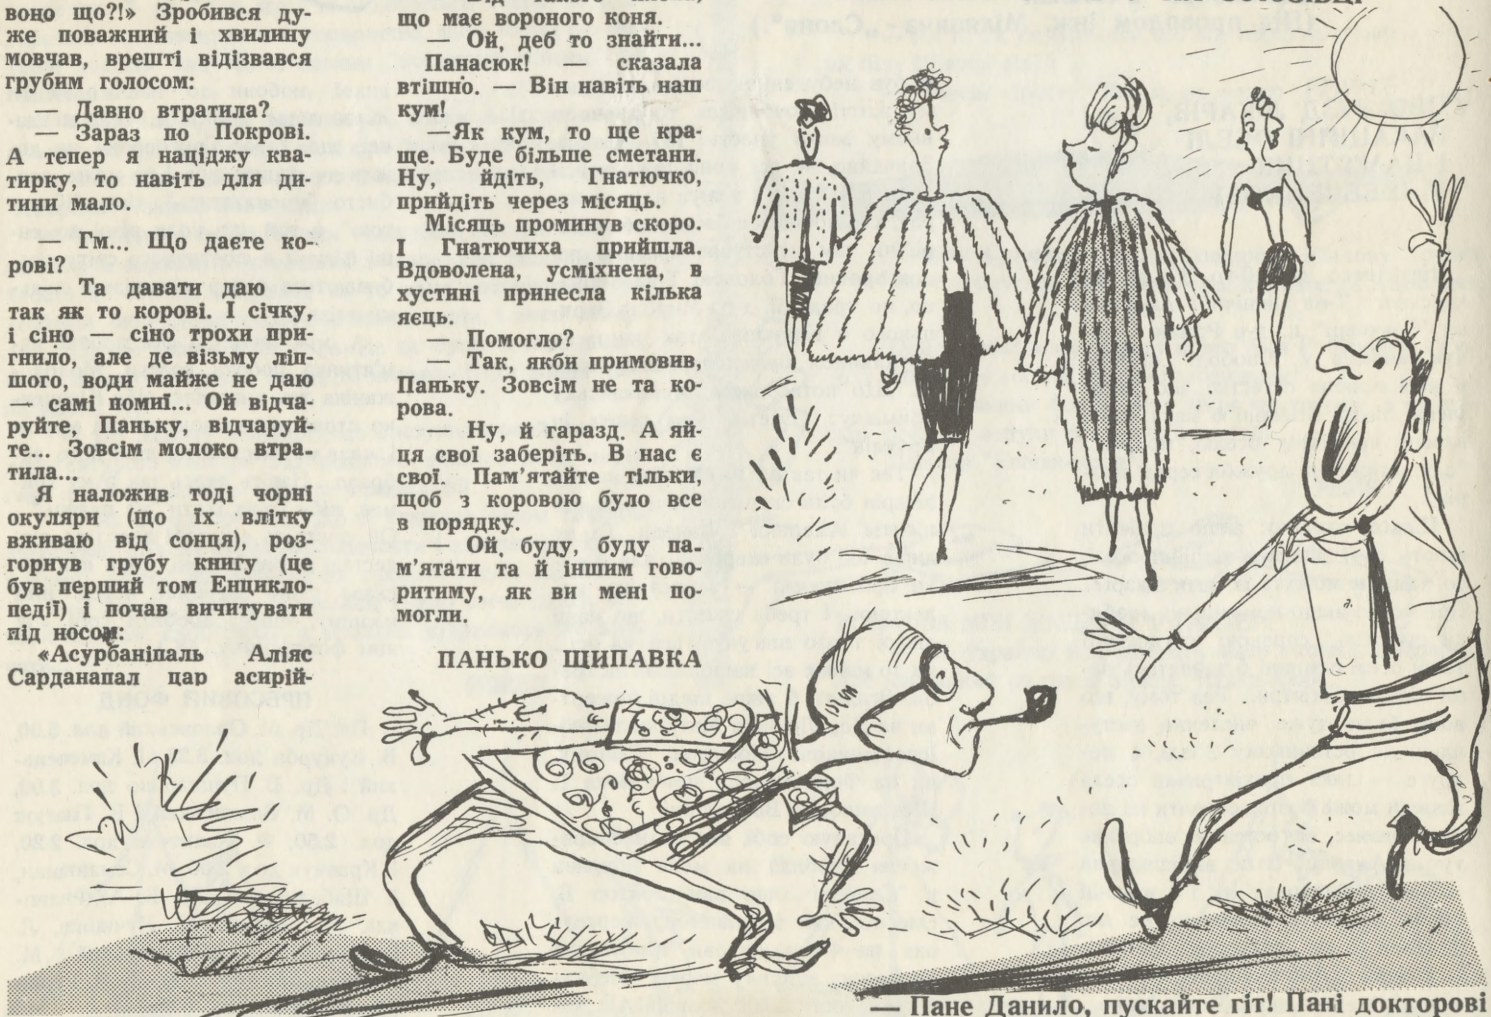 воно що?!» Зробився ду-
же поважний і хвилину
мовчав, врешті відізвався
грубим голосом:
— Давно втратила?
— Зараз по Покрові.
А тепер я націджу ква-
тирку, то навіть для ди-
тини мало.
— Гм... Що даєте ко-
рові?
— Та давати даю —
так як то корові. І січку,
і сіно — сіно трохи при-
гнило, але де візьму ліп-
шого, води майже не даю
— самі помиї... Ой відча-
руйте, Паньку, відчаруй-
те... Зовсім молоко втра-
тила...
Я наложив тоді чорні
окуляри (що їх влітку
вживаю від сонця), роз-
горнув грубу книгу (це
був перший том Енцикло-
педії) і почав вичитувати
під носом:
«Асурбаніпаль Аліяс
Сарданапал цар асирій-
що має вороного коня.
— Ой, деб то знайти...
Панасюк! — сказала
втішно. — Він навіть наш
кум!
—Як кум, то ще кра-
ще. Буде більше сметани.
Ну, йдіть, Гнатючко,
прийдіть через місяць.
Місяць проминув скоро.
І Гнатючиха прийшла.
Вдоволена, усміхнена, в
хустині принесла кілька
яєць.
— Помогло?
— Так, якби примовив,
Паньку. Зовсім не та ко-
рова.
— Ну, й гаразд. А яй-
ця свої заберіть. В нас є
свої. Пам'ятайте тільки,
щоб з коровою було все
в порядку.
— Ой, буду, буду па-
м'ятати та й іншим гово-
ритиму, як ви мені по-
могли.
ПАНЬКО ЩИПАВКА
— Пане Данило, пускайте гіт! Пані докторові